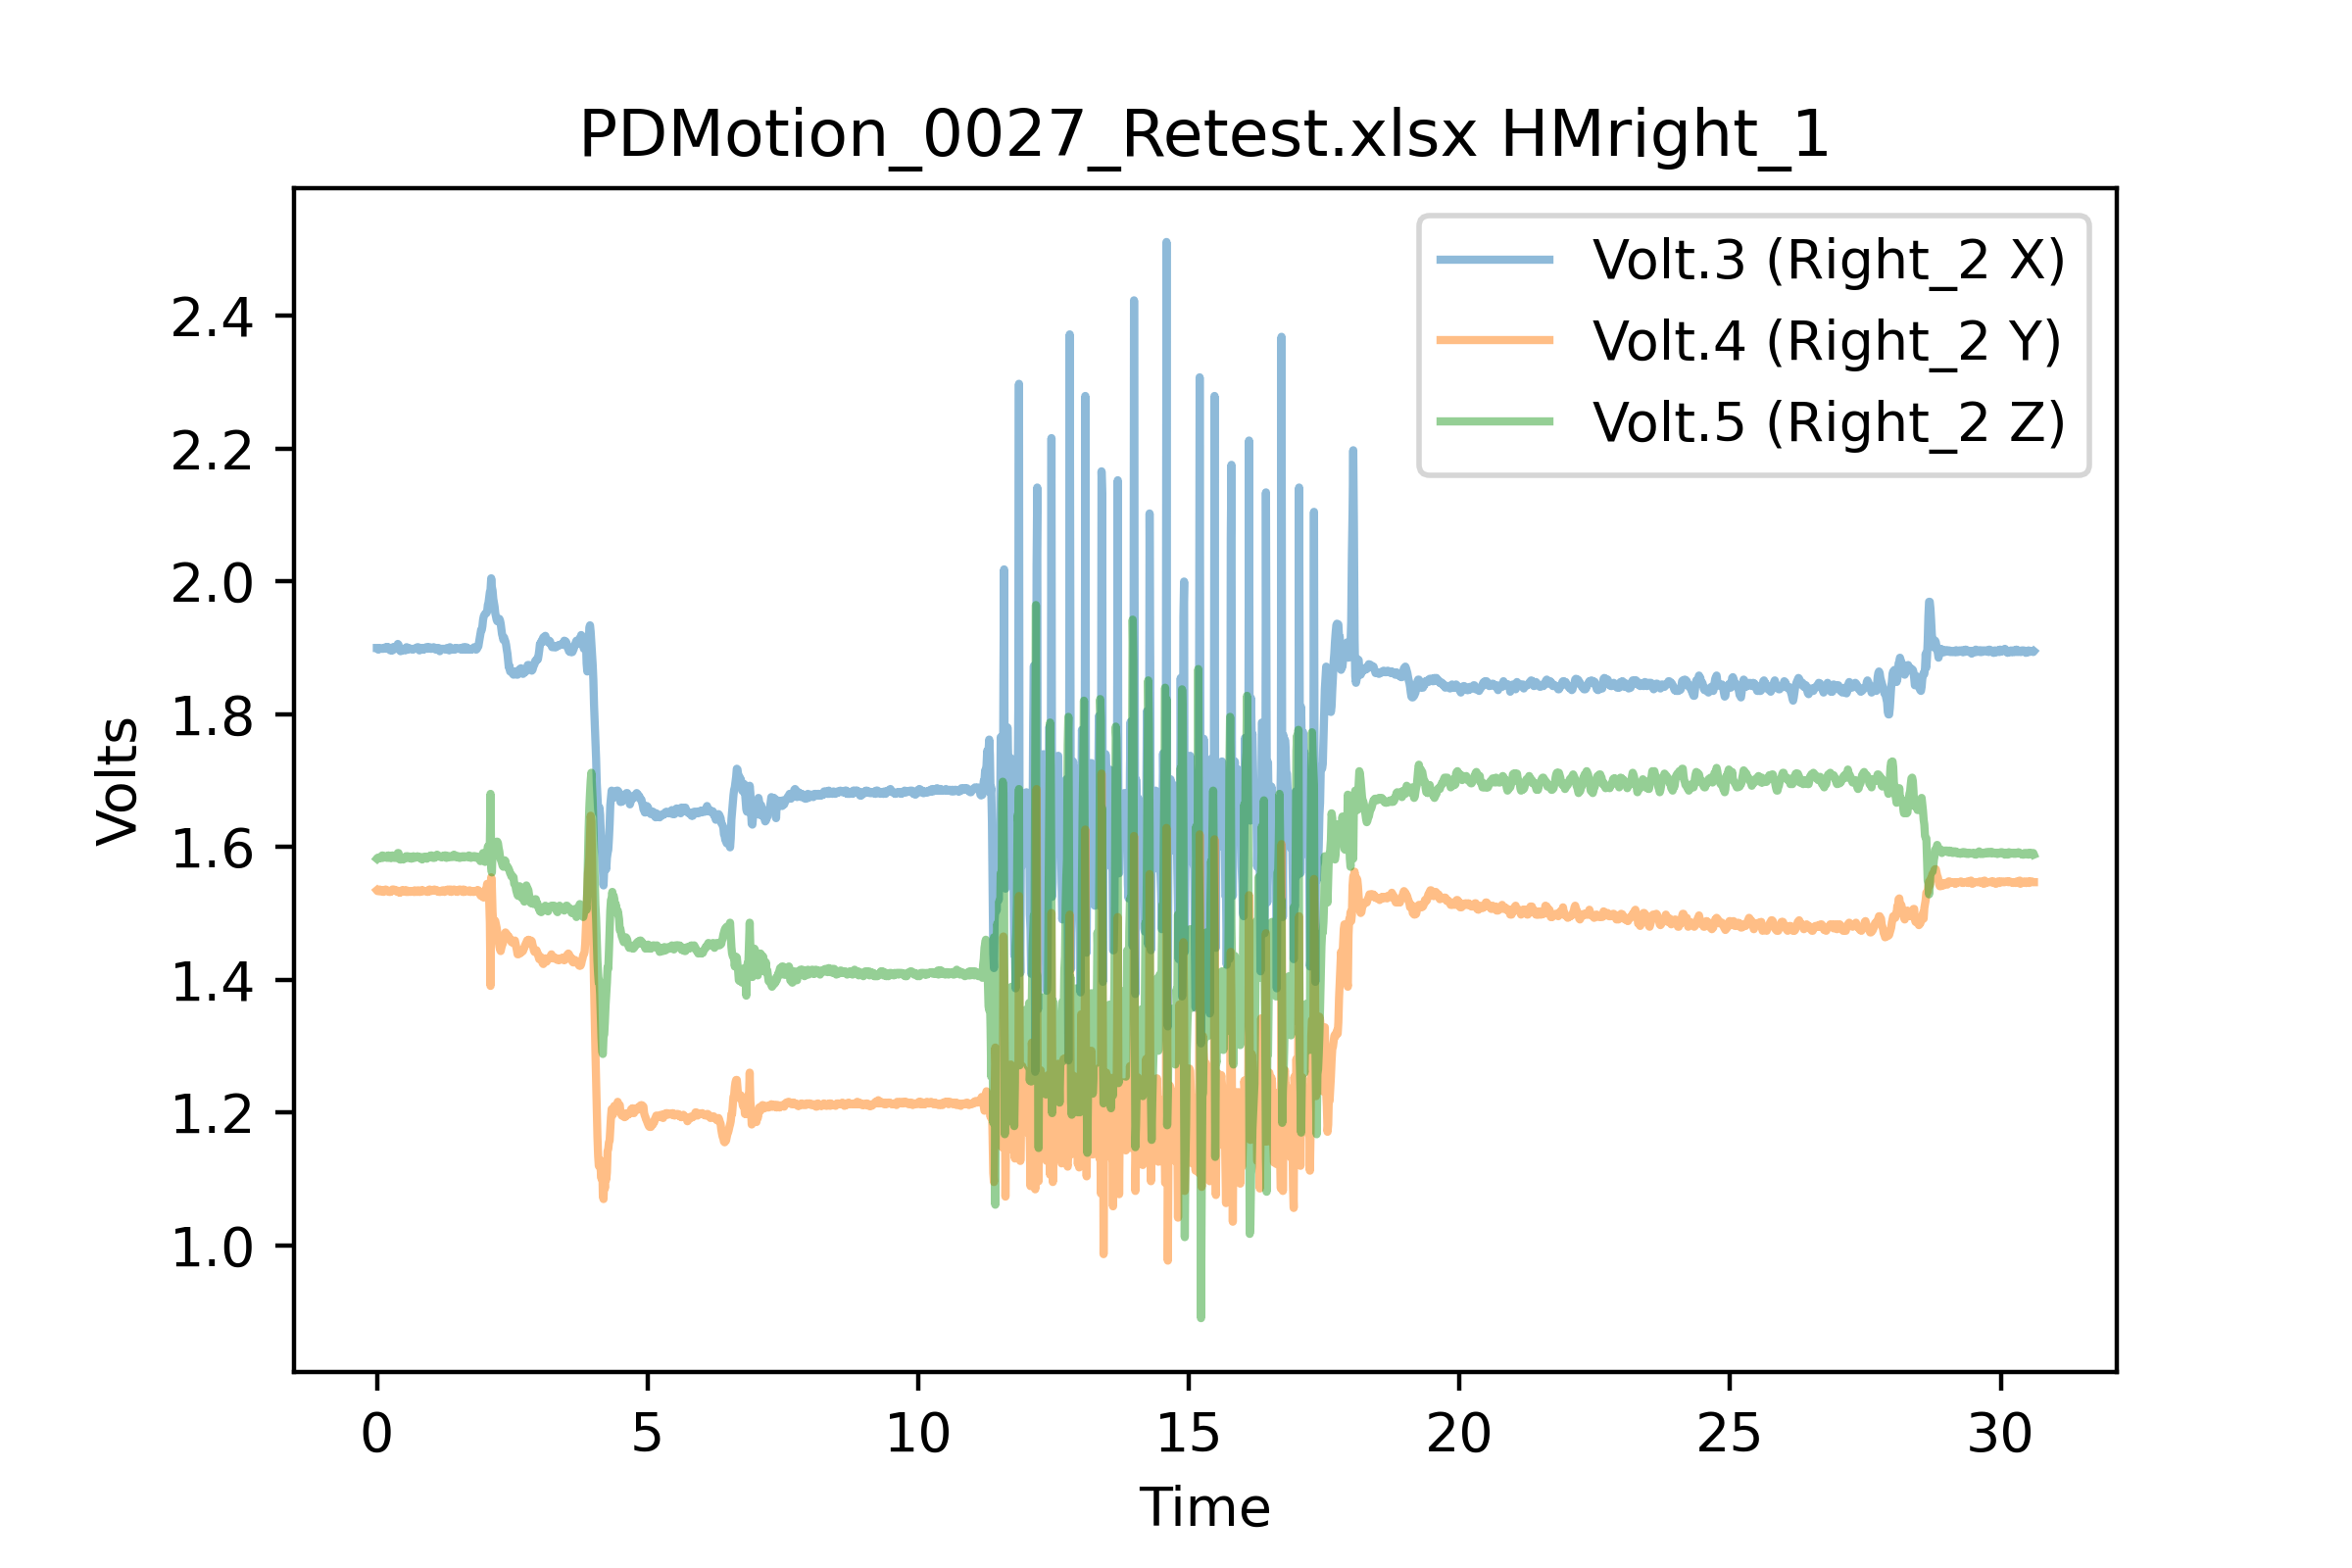 PDMotion_0027_Retest.xlsx HMright_1
Volt.3 (Right_2 X)
Volt.4 (Right_2 Y)
Volt.5 (Right_2 Z)
Volts
2.4
2.2
2.0
1.8
1.6
1.4
1.2
1.0
0 5 10 15 20 25 30
Time